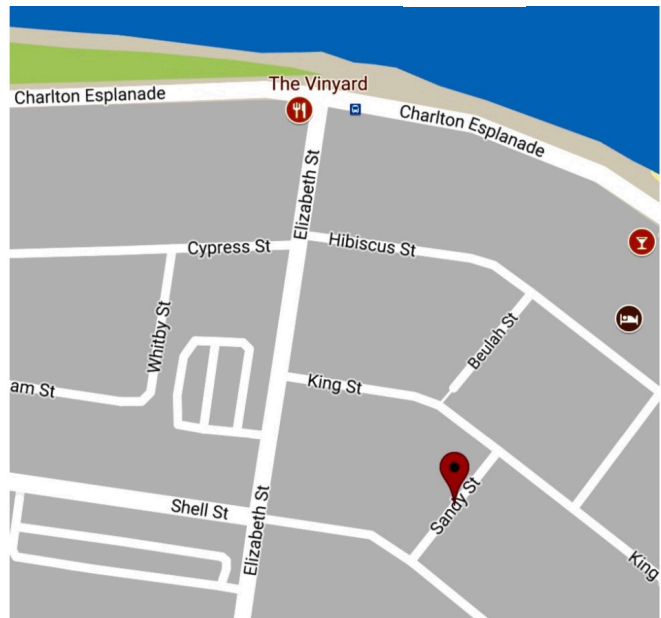 The Vinyard
Charlton Esplanade
Charlton Esplanade
Elizabeth St
Cypress St
Hibiscus St
Whitby St
Beulah St
am St
King St
Shell St
Elizabeth St
Sandy St
King